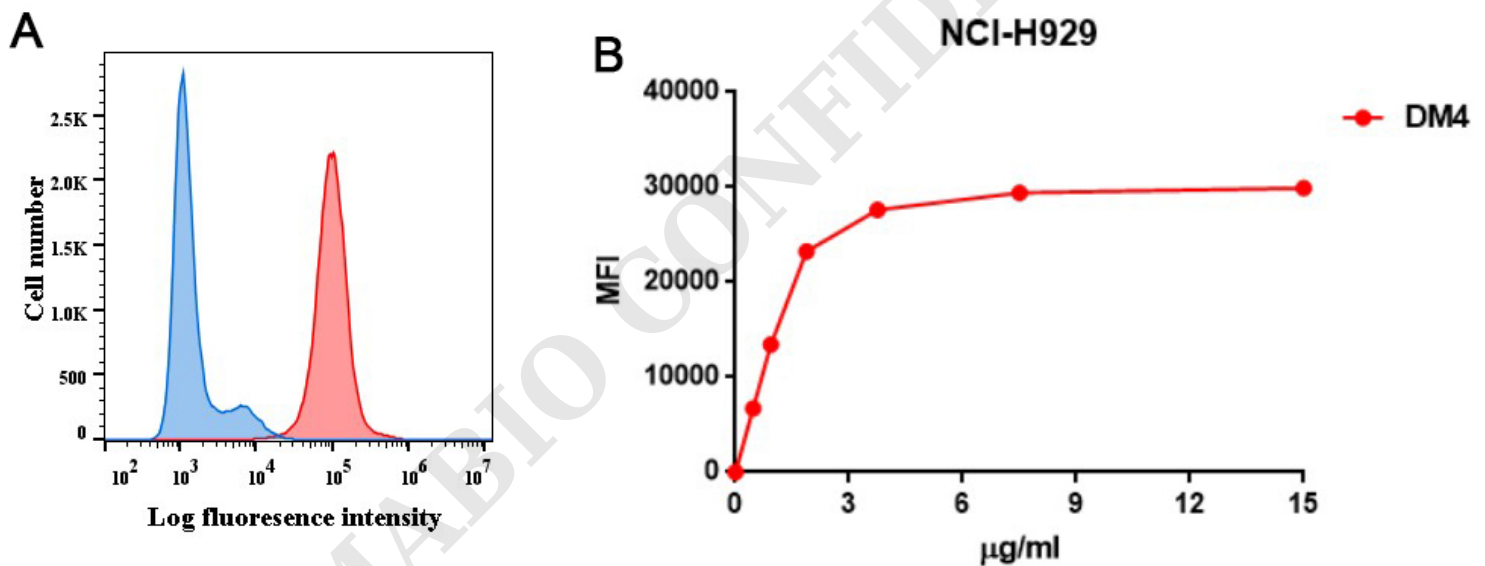 A
2.5K
2.0K
1.5K
1.0K
500
0
Cell number
10²
10³
10⁴
10⁵
10⁶
10⁷
Log fluoresence intensity
B
NCI-H929
40000
30000
20000
10000
0
MFI
0
3
6
9
12
15
µg/ml
DM4
MABIO CONFID